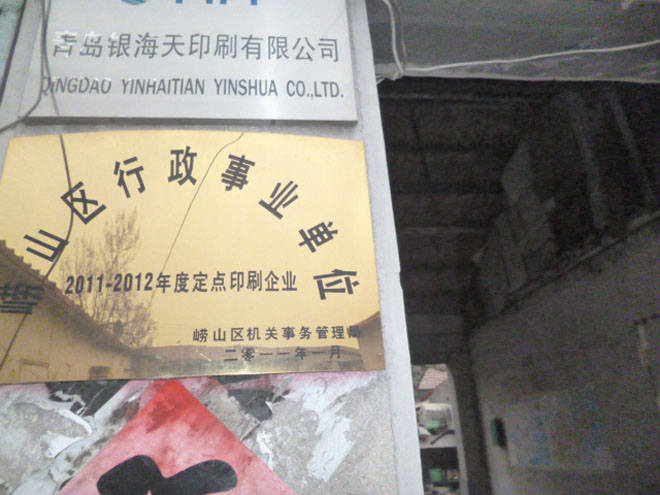 青岛银海天印刷有限公司
QINGDAO YINHAITIAN YINSHUA CO.,LTD.
崂山区行政事业单位
2011-2012年度定点印刷企业
崂山区机关事务管理局
二零一一年一月